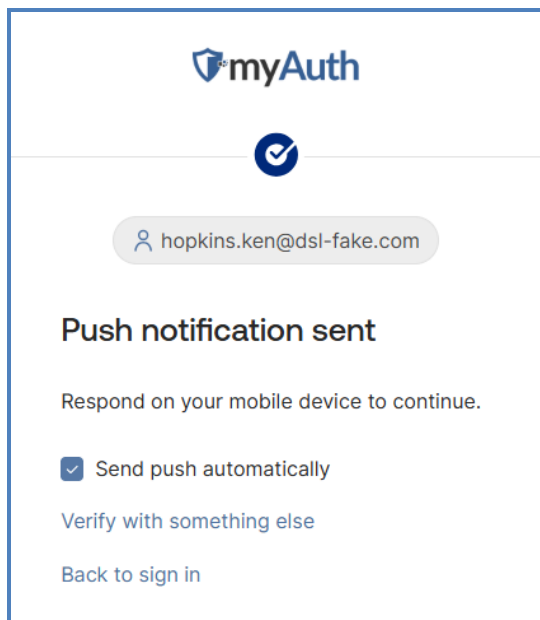 myAuth
hopkins.ken@dsl-fake.com
Push notification sent
Respond on your mobile device to continue.
Send push automatically
Verify with something else
Back to sign in